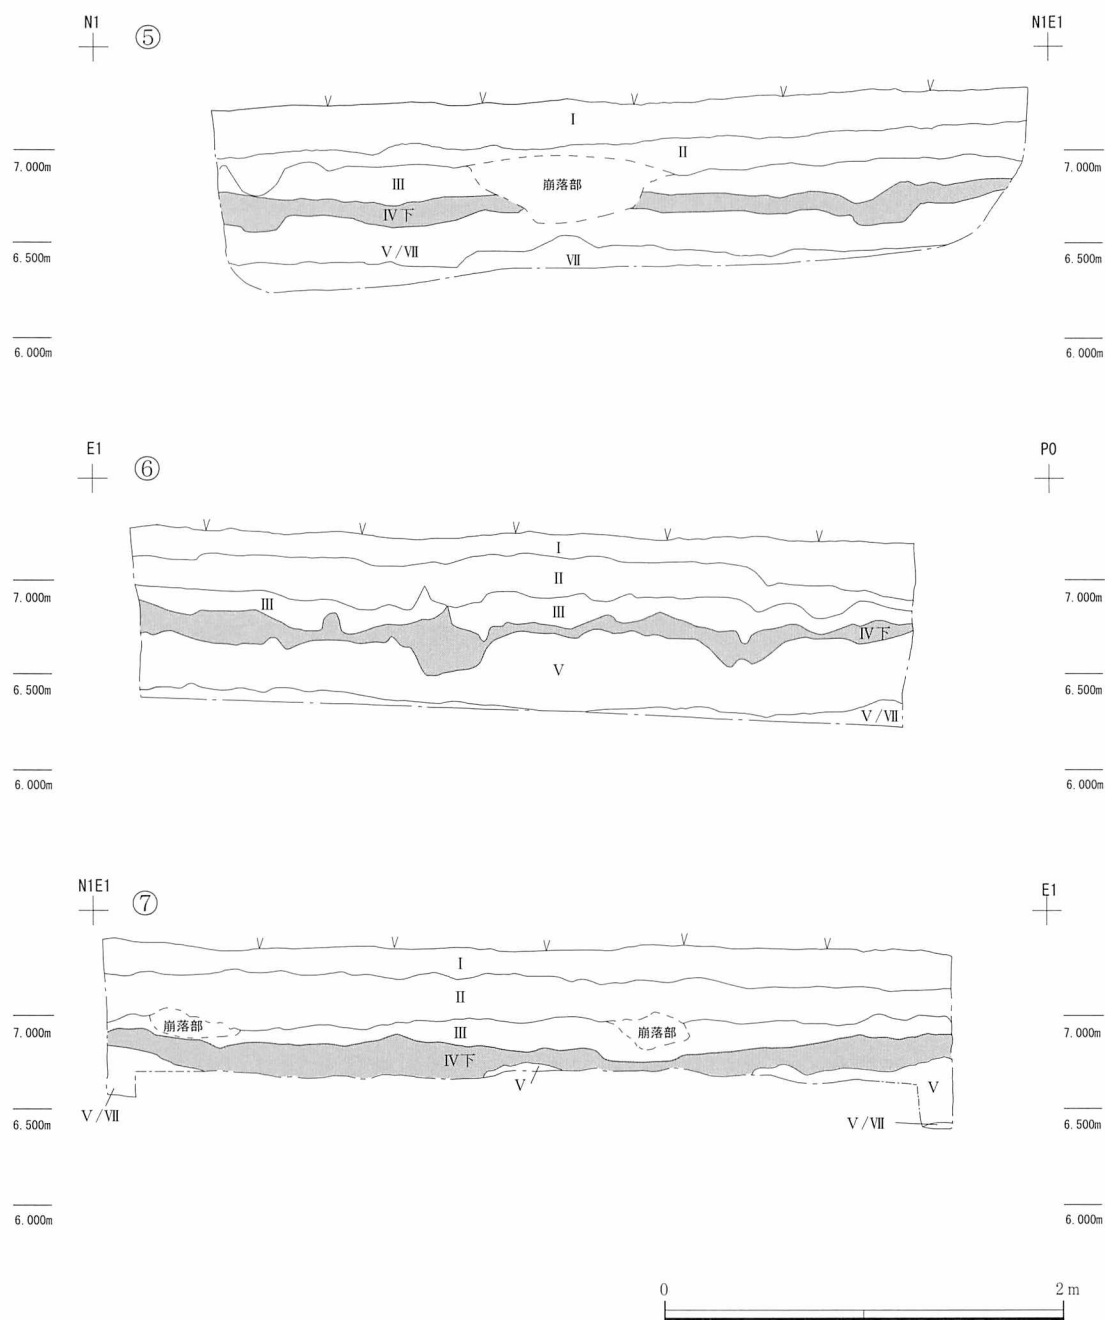 N1 ⑤ N1E1
Ⅰ
Ⅱ
7.000m 7.000m
Ⅲ 崩落部
Ⅳ下
6.500m Ⅴ/Ⅶ Ⅶ 6.500m
6.000m 6.000m
E1 ⑥ P0
Ⅰ
Ⅱ
7.000m 7.000m
Ⅲ Ⅲ
Ⅳ下
Ⅴ
6.500m 6.500m
Ⅴ/Ⅶ
6.000m 6.000m
N1E1 ⑦ E1
Ⅰ
Ⅱ
7.000m 崩落部 Ⅲ 崩落部 7.000m
Ⅳ下
Ⅴ Ⅴ
Ⅴ/Ⅶ Ⅴ/Ⅶ
6.500m 6.500m
6.000m 6.000m
0 2 m